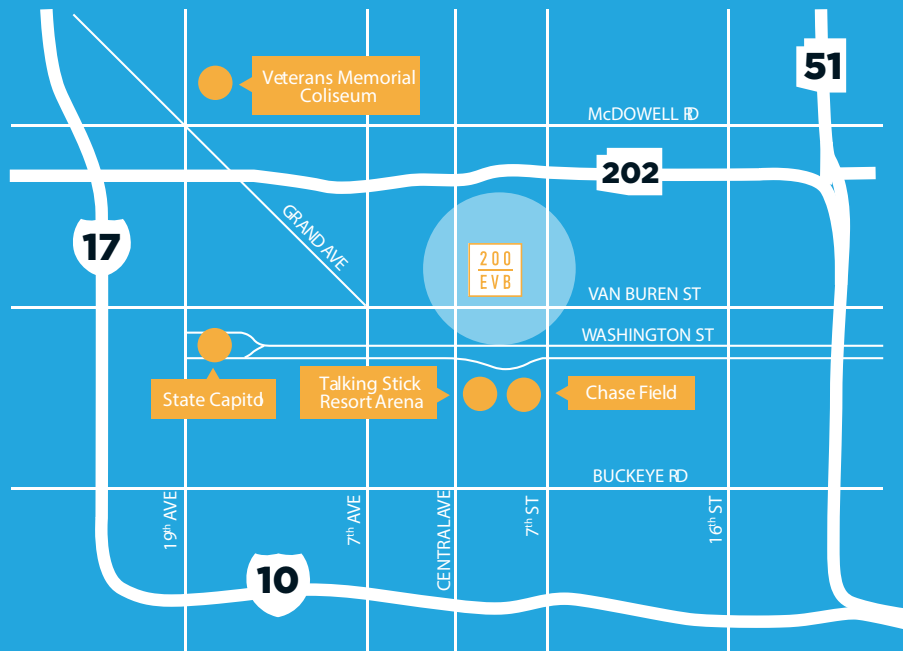 51
Veterans Memorial
Coliseum
McDOWELL RD
202
GRAND AVE
17
200
EVB
VAN BUREN ST
WASHINGTON ST
State Capitol
Talking Stick
Resort Arena
Chase Field
BUCKEYE RD
19th AVE
7th AVE
CENTRAL AVE
7th ST
16th ST
10